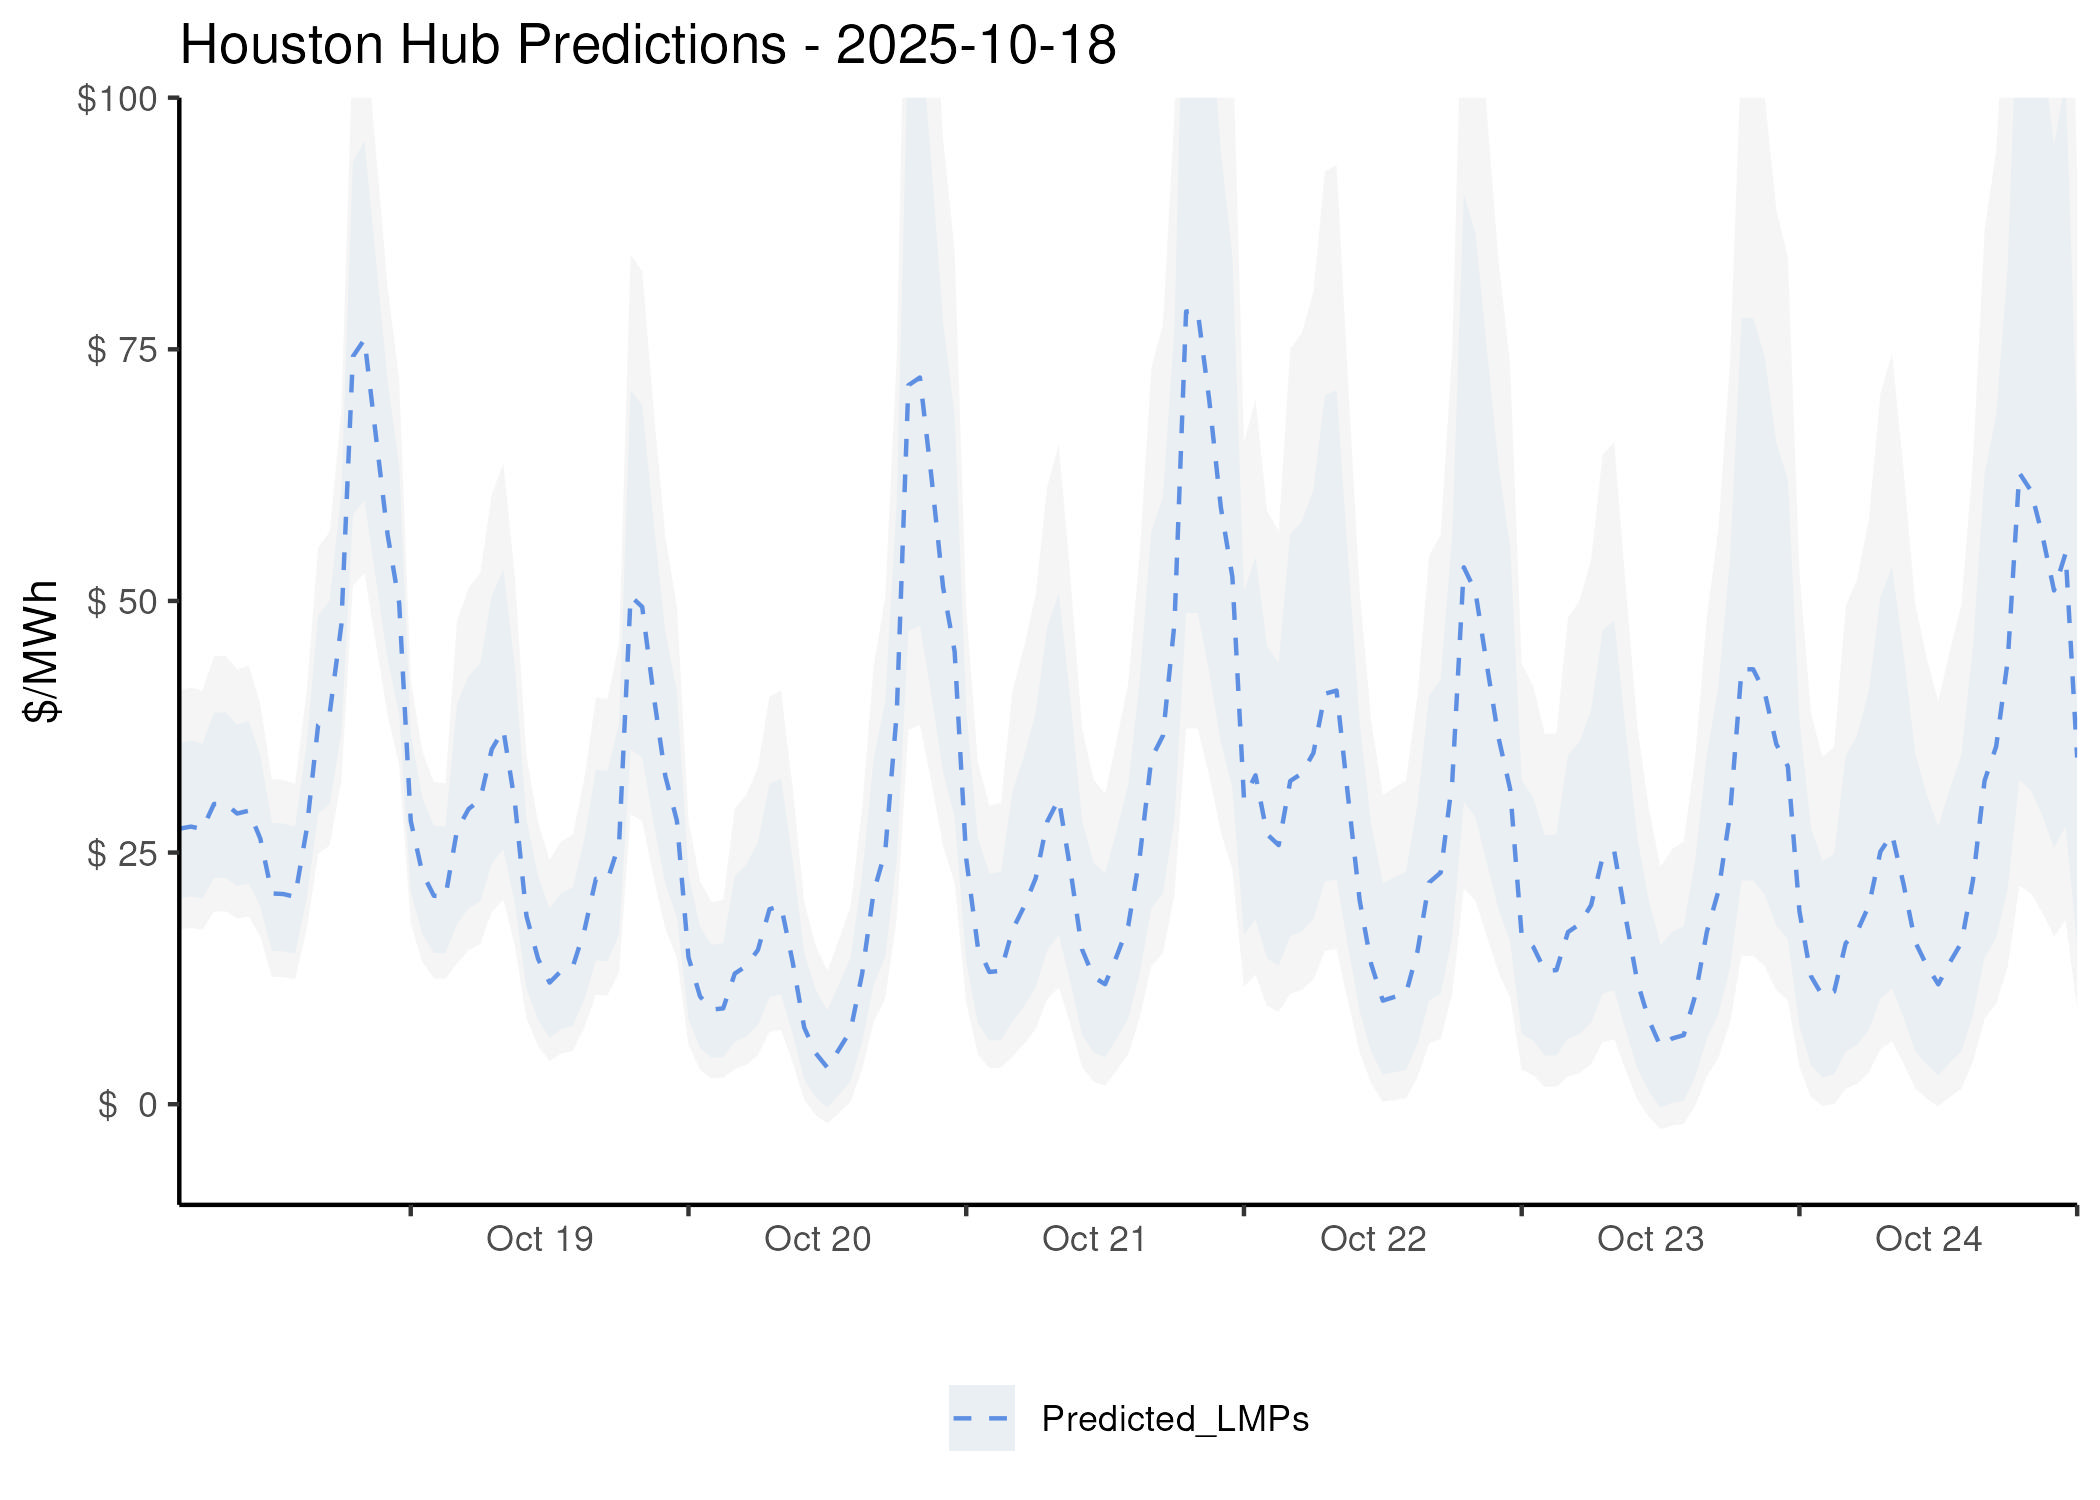 Houston Hub Predictions - 2025-10-18
$100
$ 75
$ 50
$ 25
$ 0
$/MWh
Oct 19 Oct 20 Oct 21 Oct 22 Oct 23 Oct 24
Predicted_LMPs